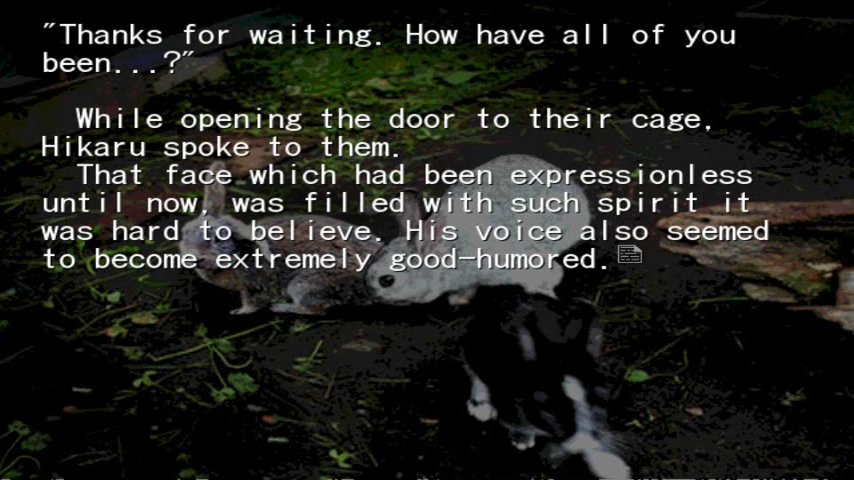 "Thanks for waiting. How have all of you
been...?"
While opening the door to their cage,
Hikaru spoke to them.
That face which had been expressionless
until now, was filled with such spirit it
was hard to believe. His voice also seemed
to become extremely good-humored.